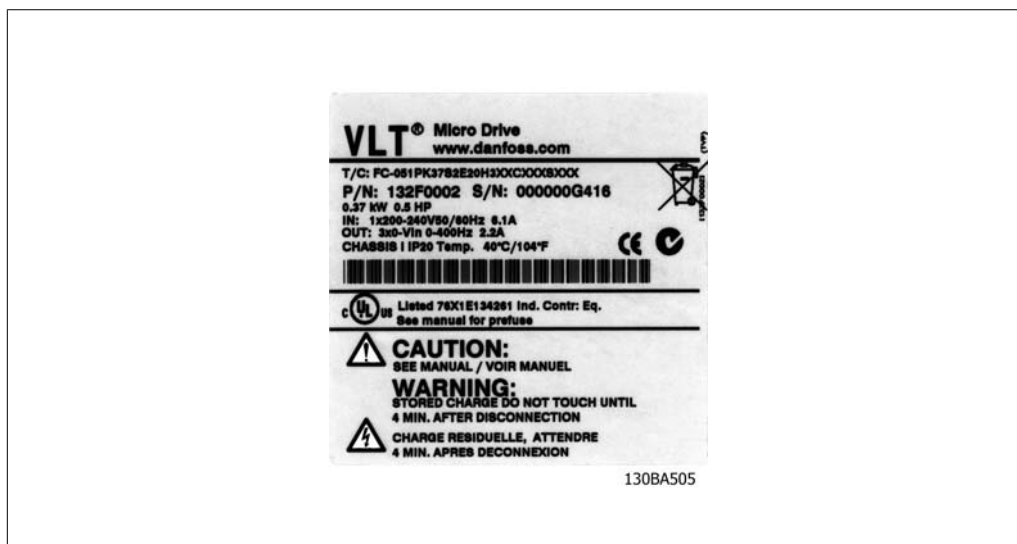 VLT® Micro Drive
www.danfoss.com
T/C: FC-051PK37S2E20H3XXCXXXSXXX
P/N: 132F0002 S/N: 000000G416
0.37 kW 0.5 HP
IN: 1x200-240V50/60Hz 6.1A
OUT: 3x0-Vin 0-400Hz 2.2A
CHASSIS I IP20 Temp. 40°C/104°F
CE
c UL us Listed 76X1E134261 Ind. Contr: Eq.
See manual for prefuse
CAUTION:
SEE MANUAL / VOIR MANUEL
WARNING:
STORED CHARGE DO NOT TOUCH UNTIL
4 MIN. AFTER DISCONNECTION
CHARGE RESIDUELLE, ATTENDRE
4 MIN. APRES DECONNEXION
130BA505